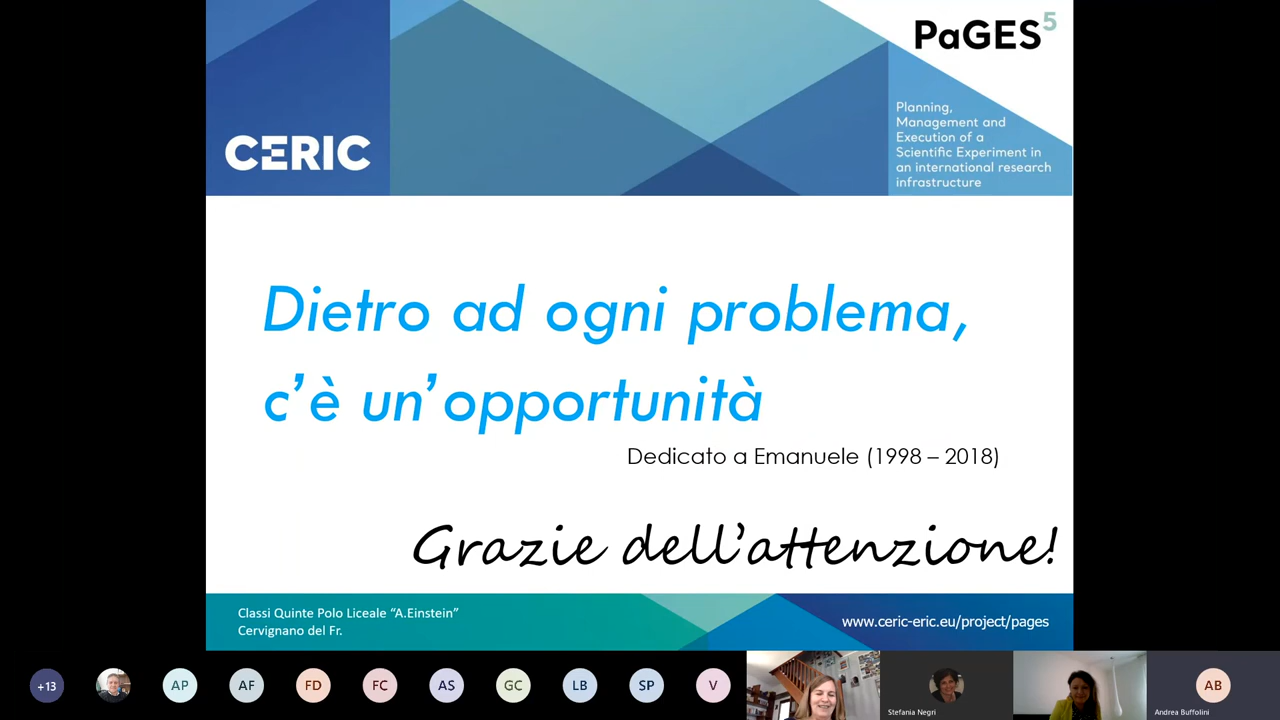 PaGES5
Planning,
Management and
Execution of a
Scientific Experiment in
an international research
infrastructure
CERIC
Dietro ad ogni problema,
c'è un'opportunità
Dedicato a Emanuele (1998 – 2018)
Grazie dell'attenzione!
Classi Quinte Polo Liceale "A.Einstein"
Cervignano del Fr.
www.ceric-eric.eu/project/pages
+13
AP
AF
FD
FC
AS
GC
LB
SP
V
AB
Stefania Negri
Andrea Buffolini